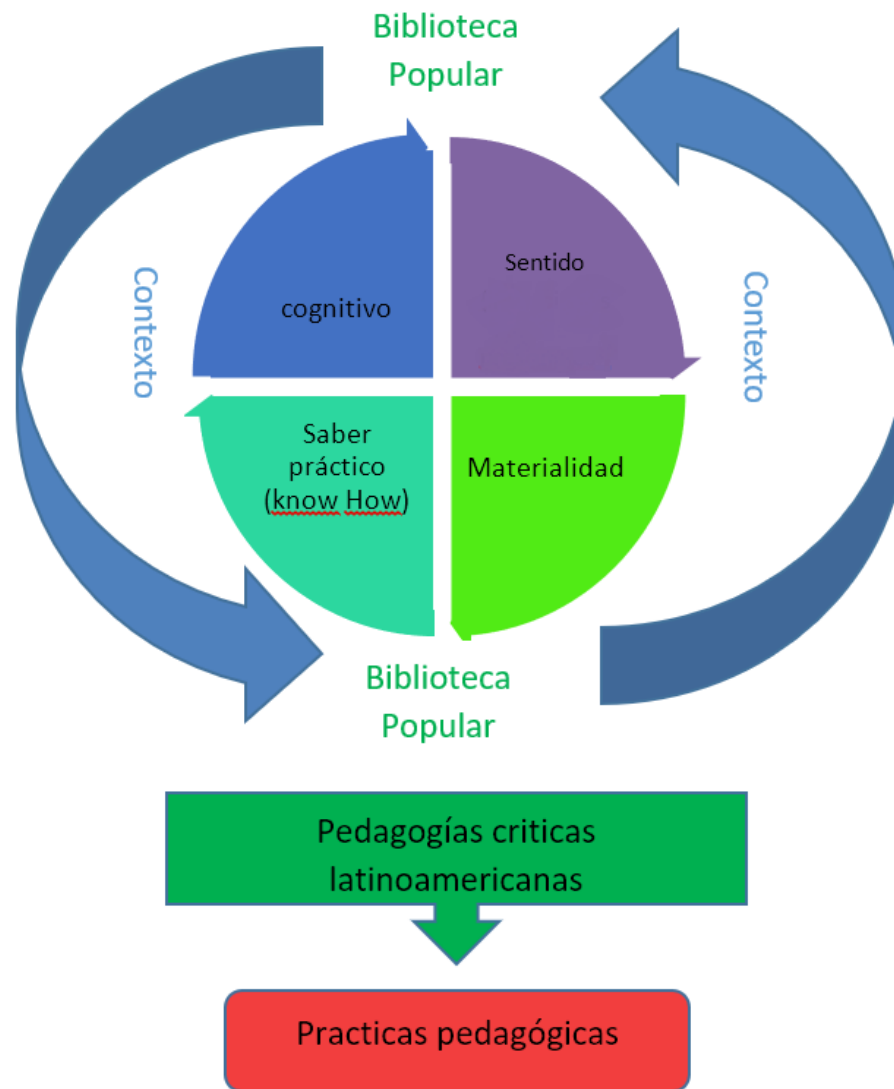 Biblioteca
Popular
Contexto
Sentido
Contexto
cognitivo
Saber
práctico
(know How)
Materialidad
Biblioteca
Popular
Pedagogías criticas
latinoamericanas
Practicas pedagógicas